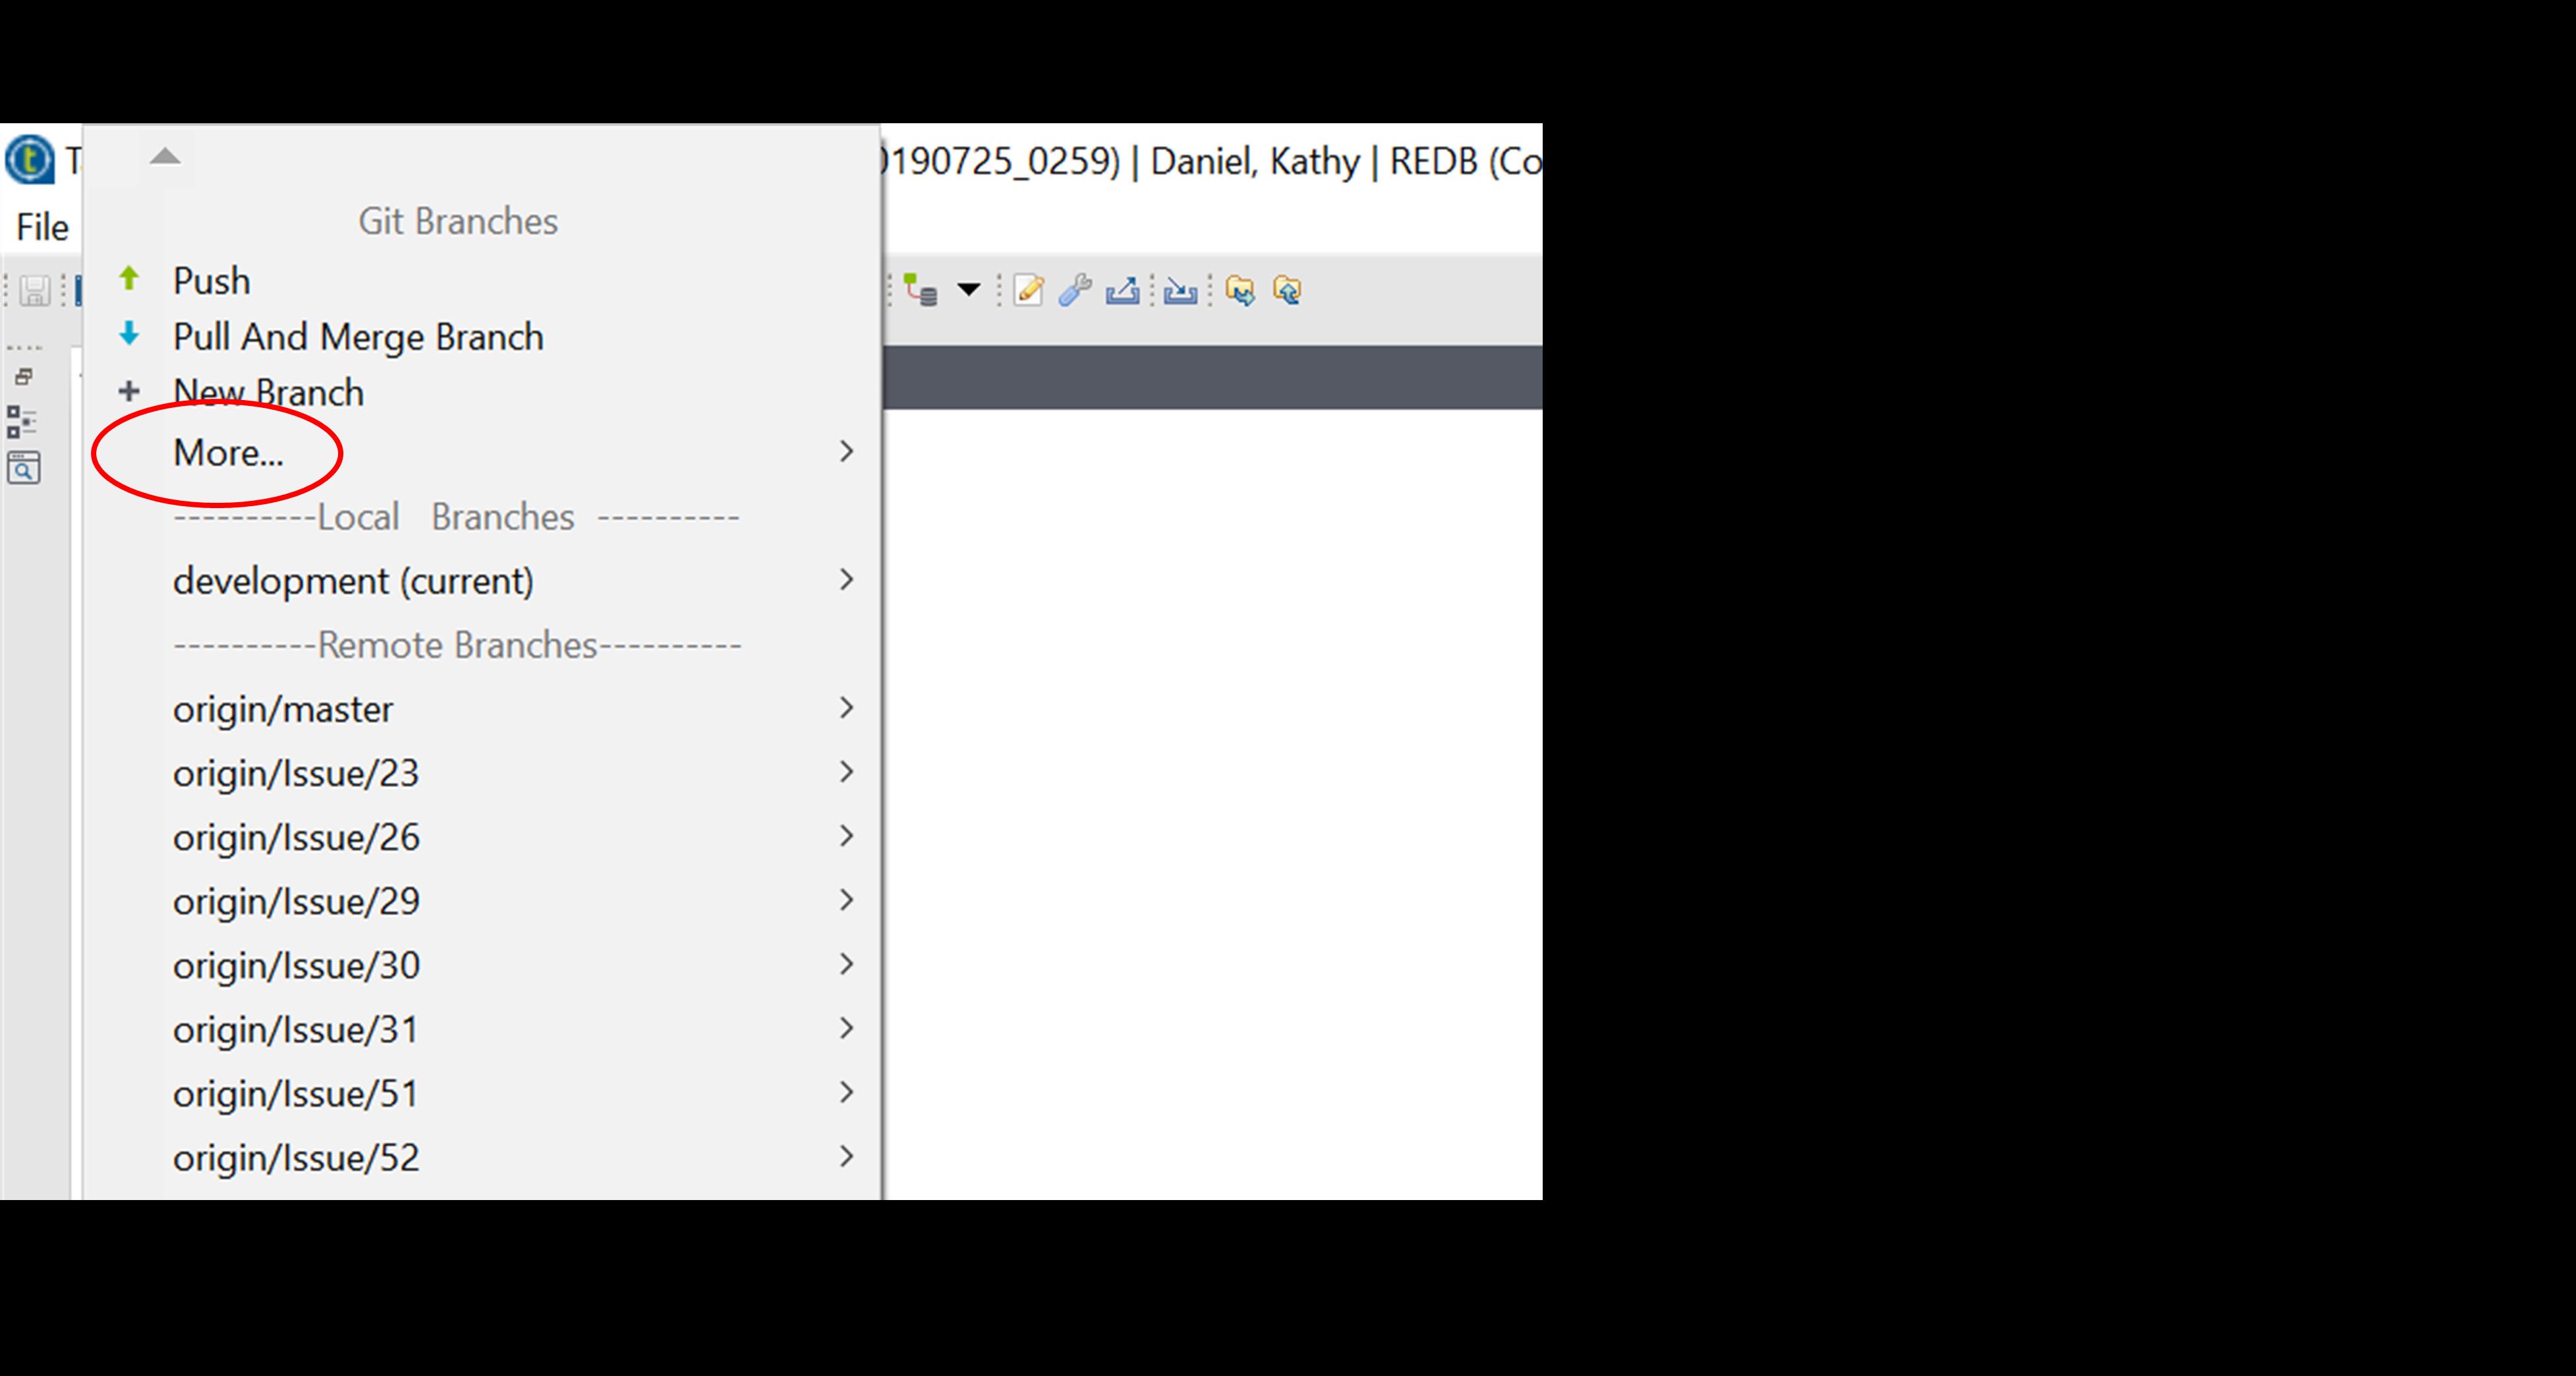 0190725_0259) | Daniel, Kathy | REDB (Co
File
Git Branches
Push
Pull And Merge Branch
New Branch
More...
----------Local   Branches ----------
development (current)
----------Remote Branches----------
origin/master
origin/Issue/23
origin/Issue/26
origin/Issue/29
origin/Issue/30
origin/Issue/31
origin/Issue/51
origin/Issue/52